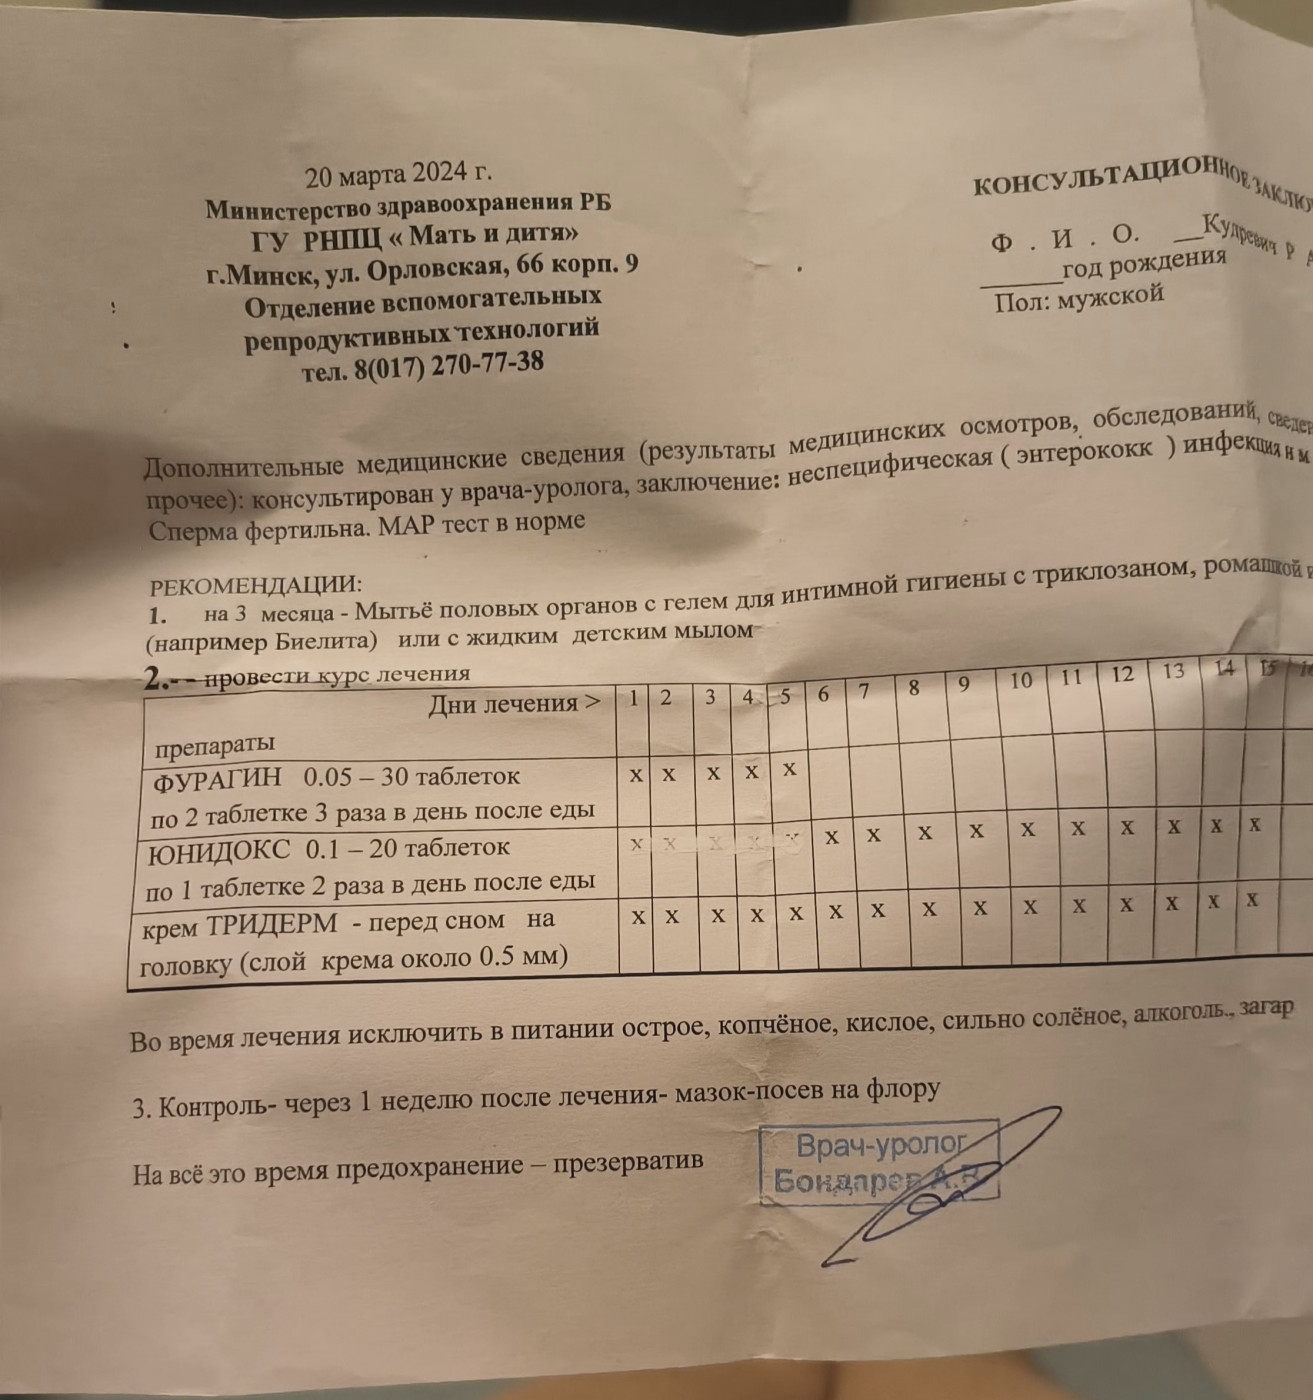 20 марта 2024 г.
Министерство здравоохранения РБ
ГУ РНПЦ « Мать и дитя»
г.Минск, ул. Орловская, 66 корп. 9
Отделение вспомогательных
репродуктивных технологий
тел. 8(017) 270-77-38
КОНСУЛЬТАЦИОННОЕ ЗАКЛЮ
Ф . И . О. __Кудревич Р А
______год рождения
Пол: мужской
Дополнительные медицинские сведения (результаты медицинских осмотров, обследований, сведен
прочее): консультирован у врача-уролога, заключение: неспецифическая ( энтерококк ) инфекция н м
Сперма фертильна. МАР тест в норме
РЕКОМЕНДАЦИИ:
1. на 3 месяца - Мытьё половых органов с гелем для интимной гигиены с триклозаном, ромашкой и
(например Биелита) или с жидким детским мылом
2.- - провести курс лечения
Дни лечения > 1 2 3 4 5 6 7 8 9 10 11 12 13 14 15 16
препараты
ФУРАГИН 0.05 – 30 таблеток х х х х х
по 2 таблетке 3 раза в день после еды
ЮНИДОКС 0.1 – 20 таблеток х х х х х х х х х х х х х х х
по 1 таблетке 2 раза в день после еды
крем ТРИДЕРМ - перед сном на х х х х х х х х х х х х х х х
головку (слой крема около 0.5 мм)
Во время лечения исключить в питании острое, копчёное, кислое, сильно солёное, алкоголь., загар
3. Контроль- через 1 неделю после лечения- мазок-посев на флору
На всё это время предохранение – презерватив
Врач-уролог
Бондарев А.В.